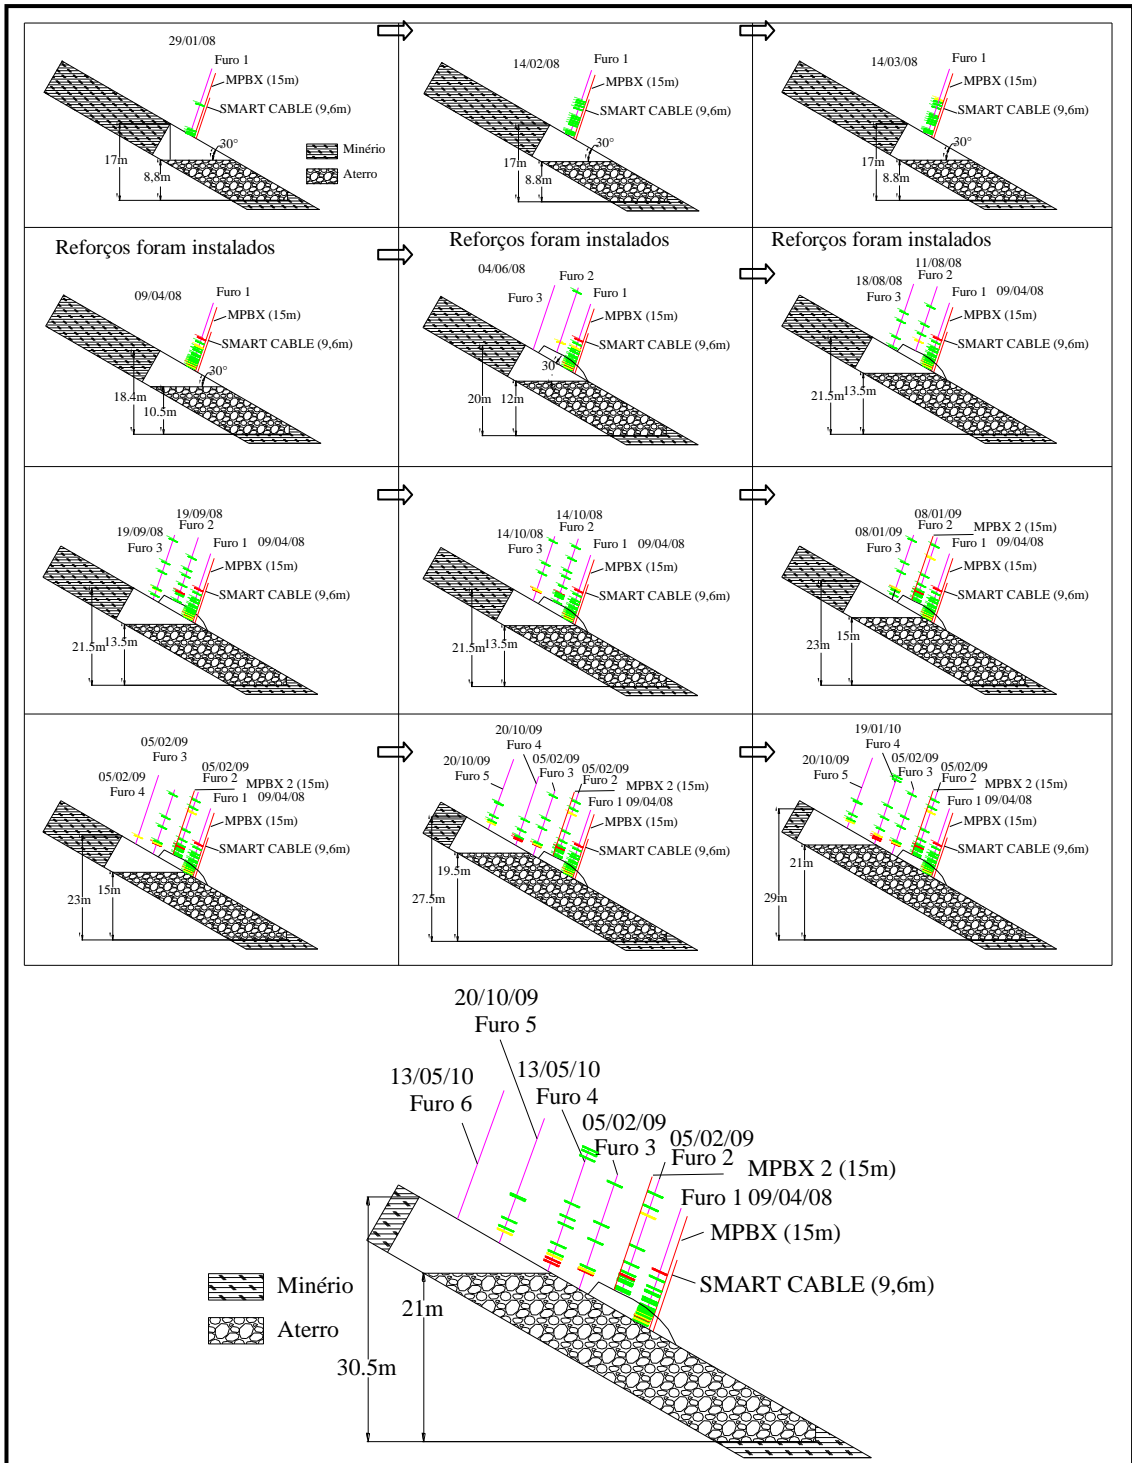 29/01/08
Furo 1
MPBX (15m)
SMART CABLE (9,6m)
30°
17m
8,8m
Minério
Aterro
14/02/08
Furo 1
MPBX (15m)
SMART CABLE (9,6m)
30°
17m
8.8m
14/03/08
Furo 1
MPBX (15m)
SMART CABLE (9,6m)
30°
17m
8.8m
Reforços foram instalados
09/04/08
Furo 1
MPBX (15m)
SMART CABLE (9,6m)
30°
18.4m
10.5m
Reforços foram instalados
04/06/08
Furo 2
Furo 3
Furo 1
MPBX (15m)
SMART CABLE (9,6m)
30°
20m
12m
Reforços foram instalados
11/08/08
18/08/08
Furo 2
Furo 3
Furo 1 09/04/08
MPBX (15m)
SMART CABLE (9,6m)
21.5m
13.5m
19/09/08
19/09/08
Furo 2
Furo 3
Furo 1 09/04/08
MPBX (15m)
SMART CABLE (9,6m)
21.5m
13.5m
14/10/08
14/10/08
Furo 2
Furo 3
Furo 1 09/04/08
MPBX (15m)
SMART CABLE (9,6m)
21.5m
13.5m
08/01/09
08/01/09
Furo 2
MPBX 2 (15m)
Furo 3
Furo 1 09/04/08
MPBX (15m)
SMART CABLE (9,6m)
23m
15m
05/02/09
Furo 3
05/02/09
Furo 4
05/02/09
Furo 2
MPBX 2 (15m)
Furo 1 09/04/08
MPBX (15m)
SMART CABLE (9,6m)
23m
15m
20/10/09
Furo 4
20/10/09
Furo 5
05/02/09
Furo 3
05/02/09
Furo 2
MPBX 2 (15m)
Furo 1 09/04/08
MPBX (15m)
SMART CABLE (9,6m)
19.5m
27.5m
19/01/10
Furo 4
20/10/09
Furo 5
05/02/09
Furo 3
05/02/09
Furo 2
MPBX 2 (15m)
Furo 1 09/04/08
MPBX (15m)
SMART CABLE (9,6m)
21m
29m
20/10/09
Furo 5
13/05/10
Furo 6
13/05/10
Furo 4
05/02/09
Furo 3
05/02/09
Furo 2
MPBX 2 (15m)
Furo 1 09/04/08
MPBX (15m)
SMART CABLE (9,6m)
Minério
Aterro
21m
30.5m